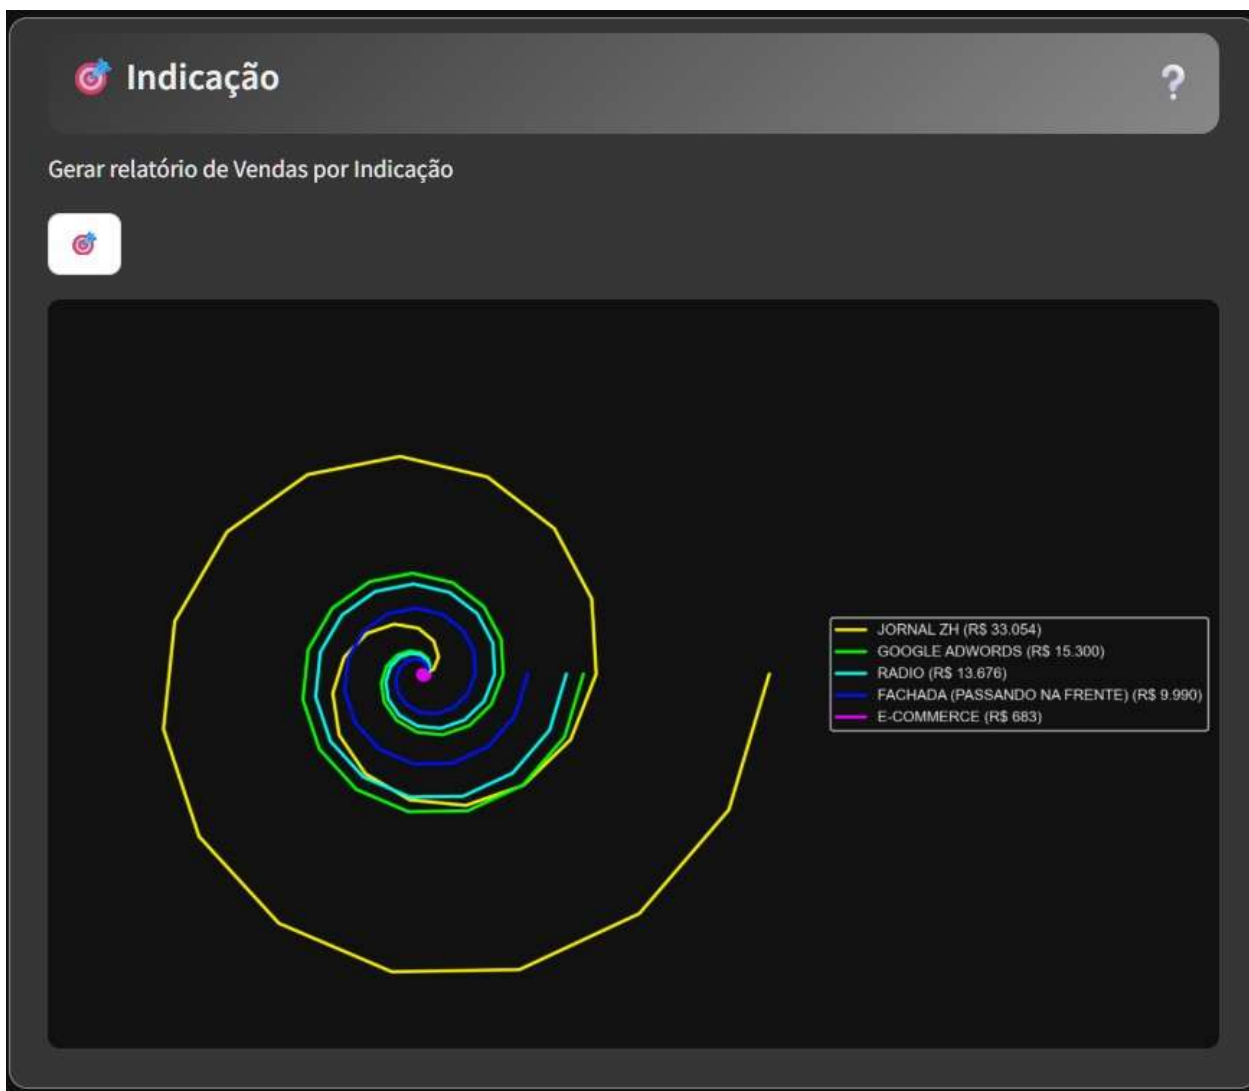 Indicação
?
Gerar relatório de Vendas por Indicação
JORNAL ZH (R$ 33.054)
GOOGLE ADWORDS (R$ 15.300)
RADIO (R$ 13.676)
FACHADA (PASSANDO NA FRENTE) (R$ 9.990)
E-COMMERCE (R$ 683)